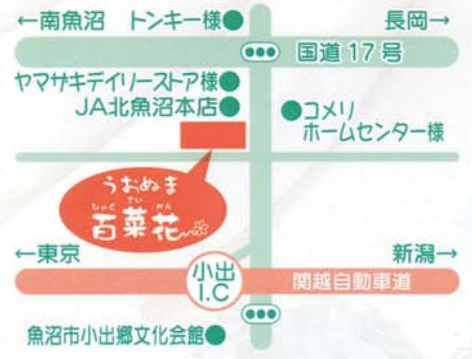 ←南魚沼 トンキー様● 長岡→
国道17号
ヤマザキデイリーストア様●
JA北魚沼本店●
●コメリ
ホームセンター様
うおぬま
ひゃく さい かん
百菜花
←東京 新潟→
小出
I.C
関越自動車道
魚沼市小出郷文化会館●